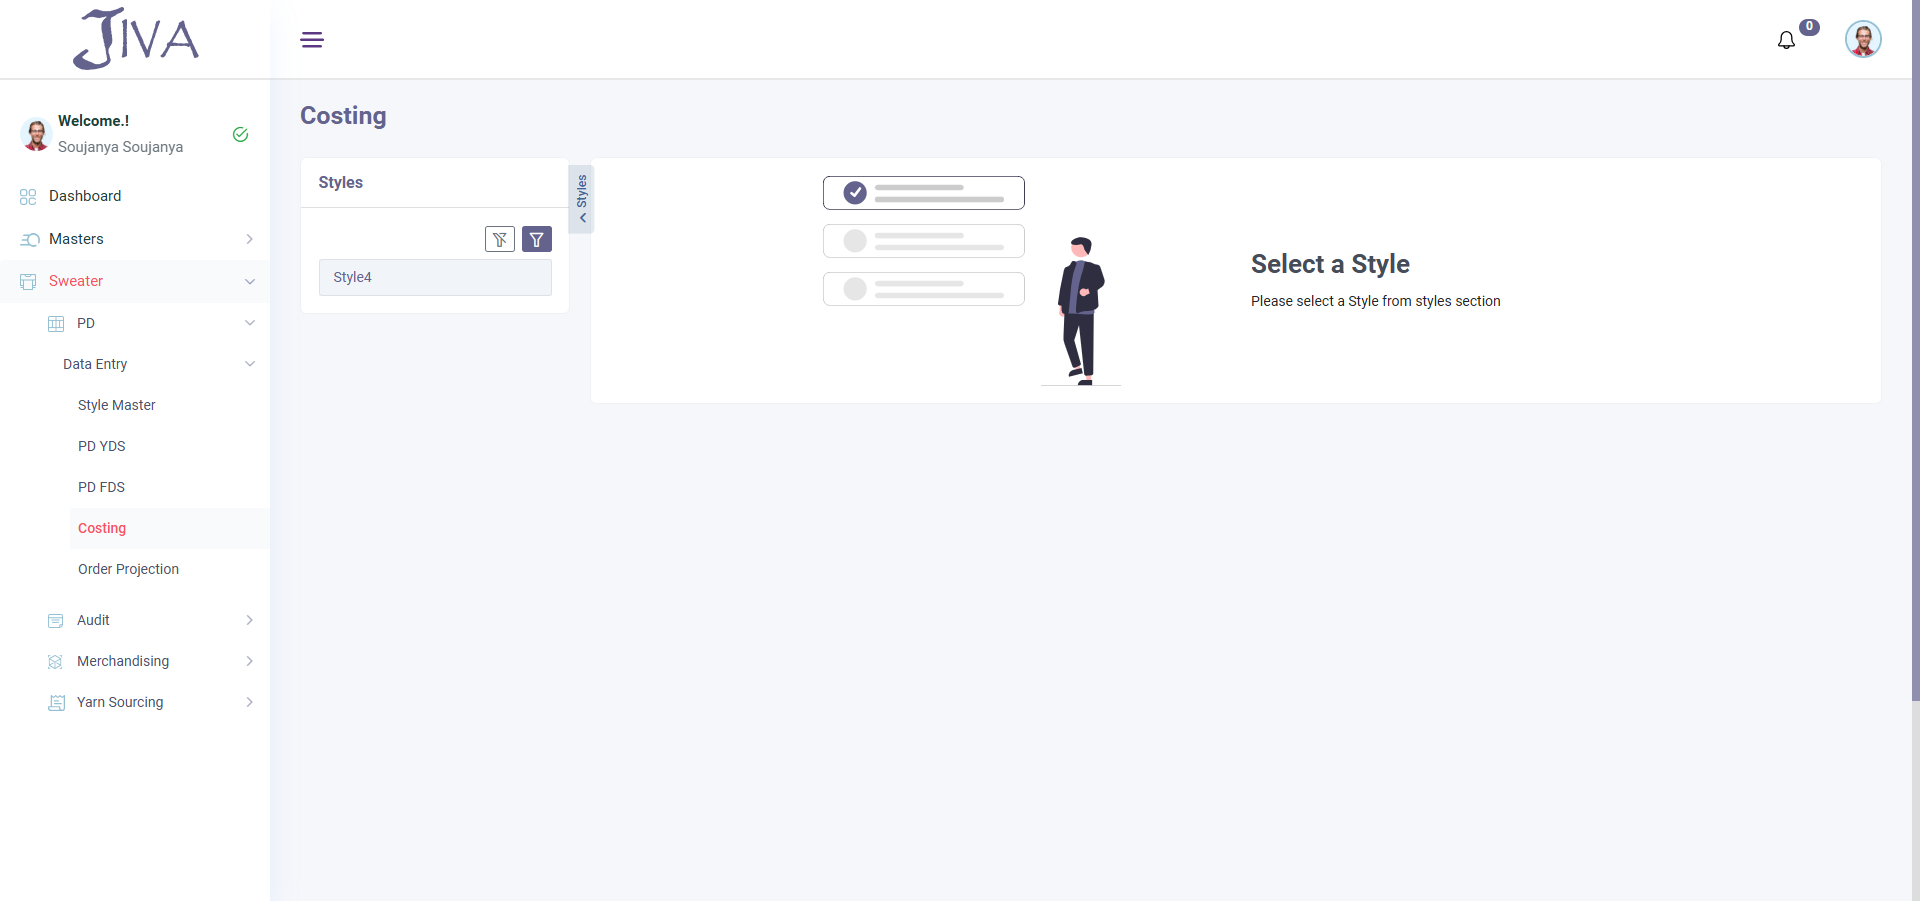 JIVA
0
Welcome.!
Soujanya Soujanya
Dashboard
Masters
Sweater
PD
Data Entry
Style Master
PD YDS
PD FDS
Costing
Order Projection
Audit
Merchandising
Yarn Sourcing
Costing
Styles
Style4
Styles
Select a Style
Please select a Style from styles section